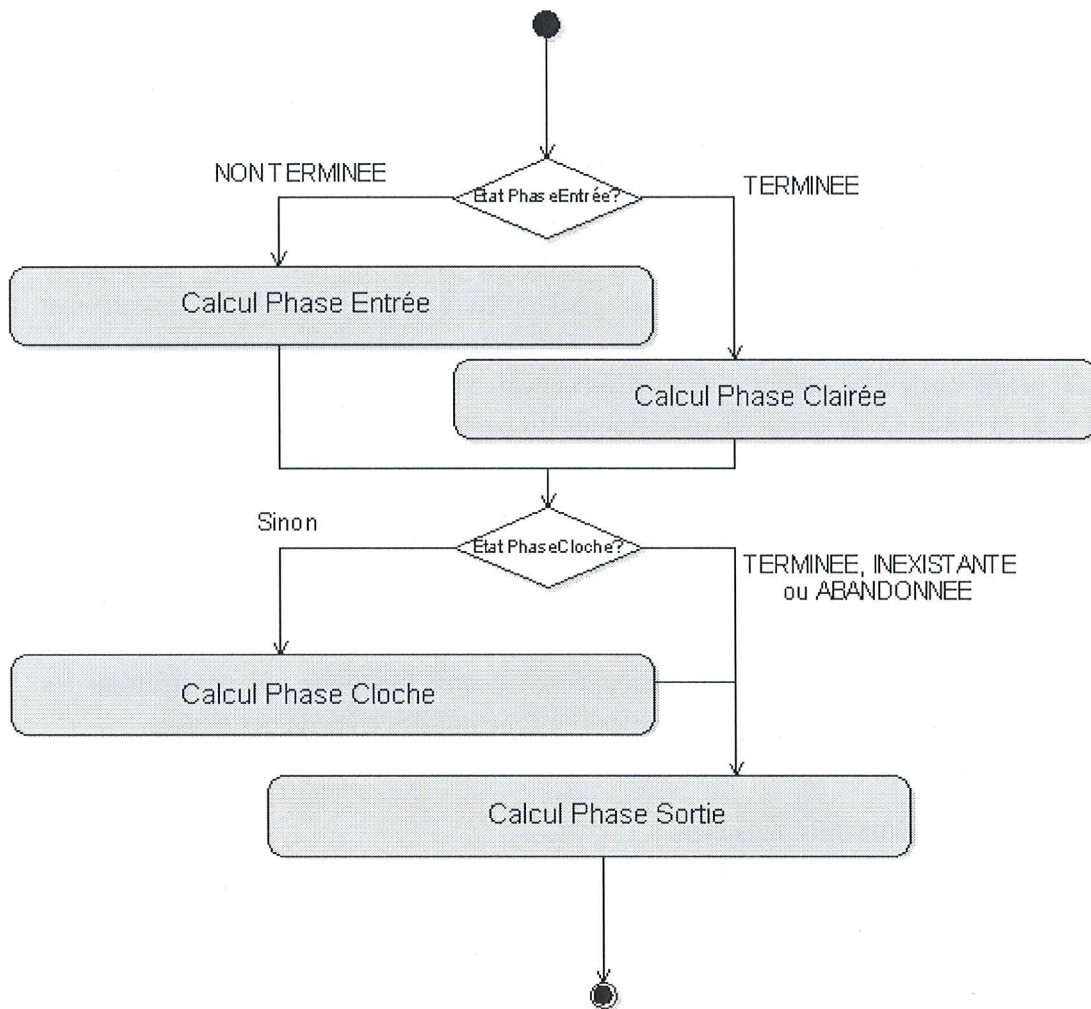 NON TERMINEE
Etat PhaseEntrée?
TERMINEE
Calcul Phase Entrée
Calcul Phase Clairée
Sinon
Etat PhaseCloche?
TERMINEE, INEXISTANTE
ou ABANDONNEE
Calcul Phase Cloche
Calcul Phase Sortie